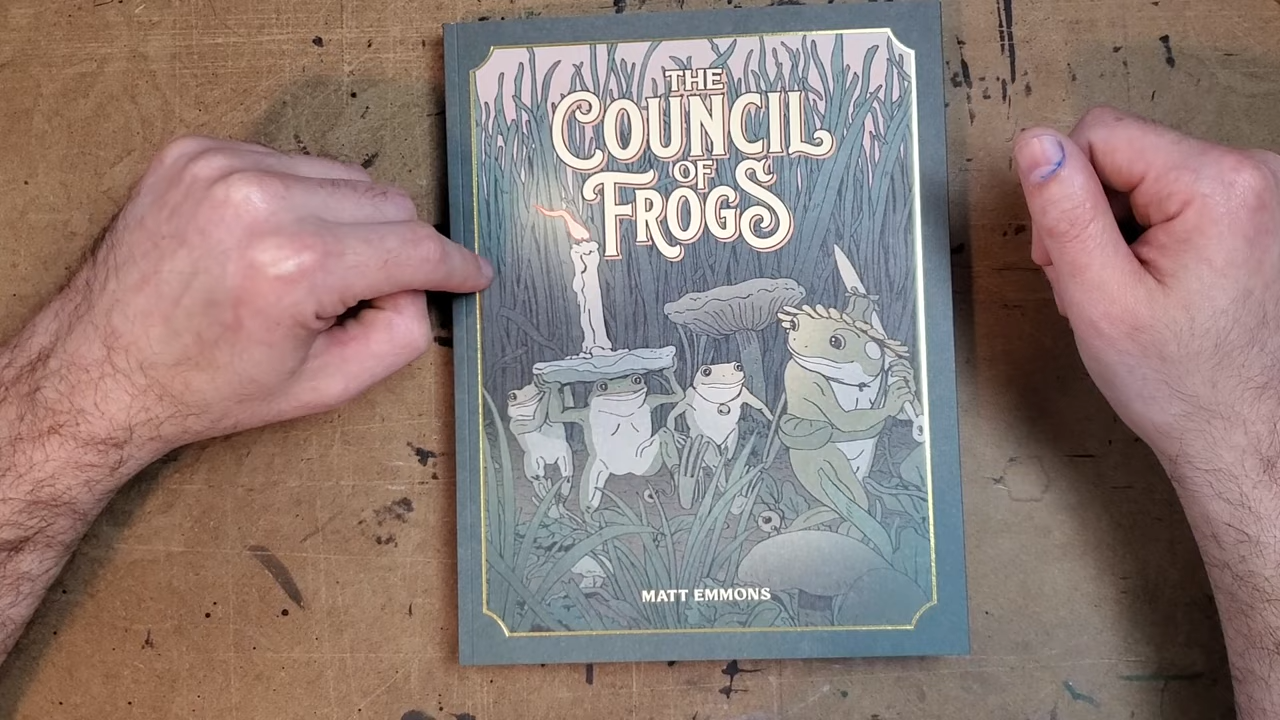 THE
COUNCIL
OF
FROGS
MATT EMMONS